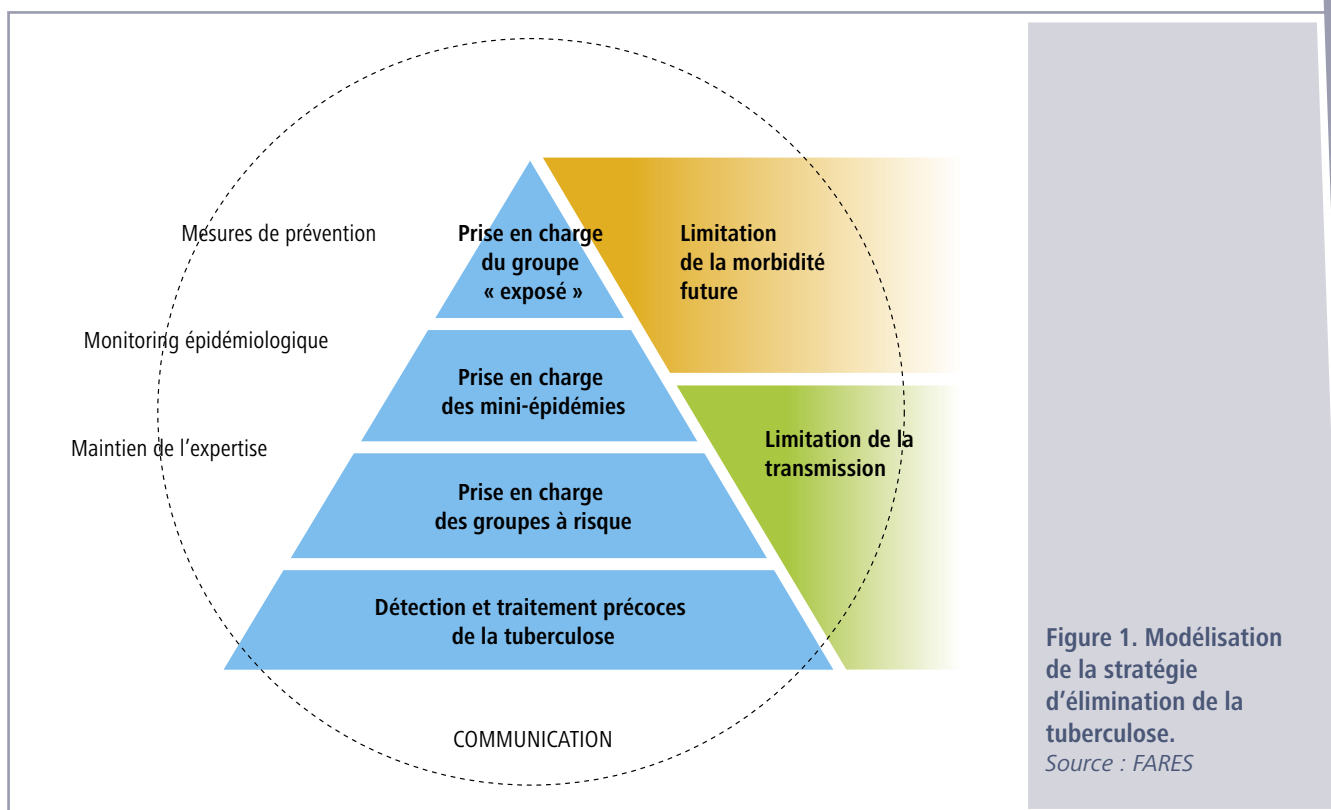 Mesures de prévention
Monitoring épidémiologique
Maintien de l'expertise
Prise en charge
du groupe
« exposé »
Prise en charge
des mini-épidémies
Prise en charge
des groupes à risque
Détection et traitement précoces
de la tuberculose
Limitation
de la morbidité
future
Limitation de la
transmission
COMMUNICATION
Figure 1. Modélisation
de la stratégie
d'élimination de la
tuberculose.
Source : FARES